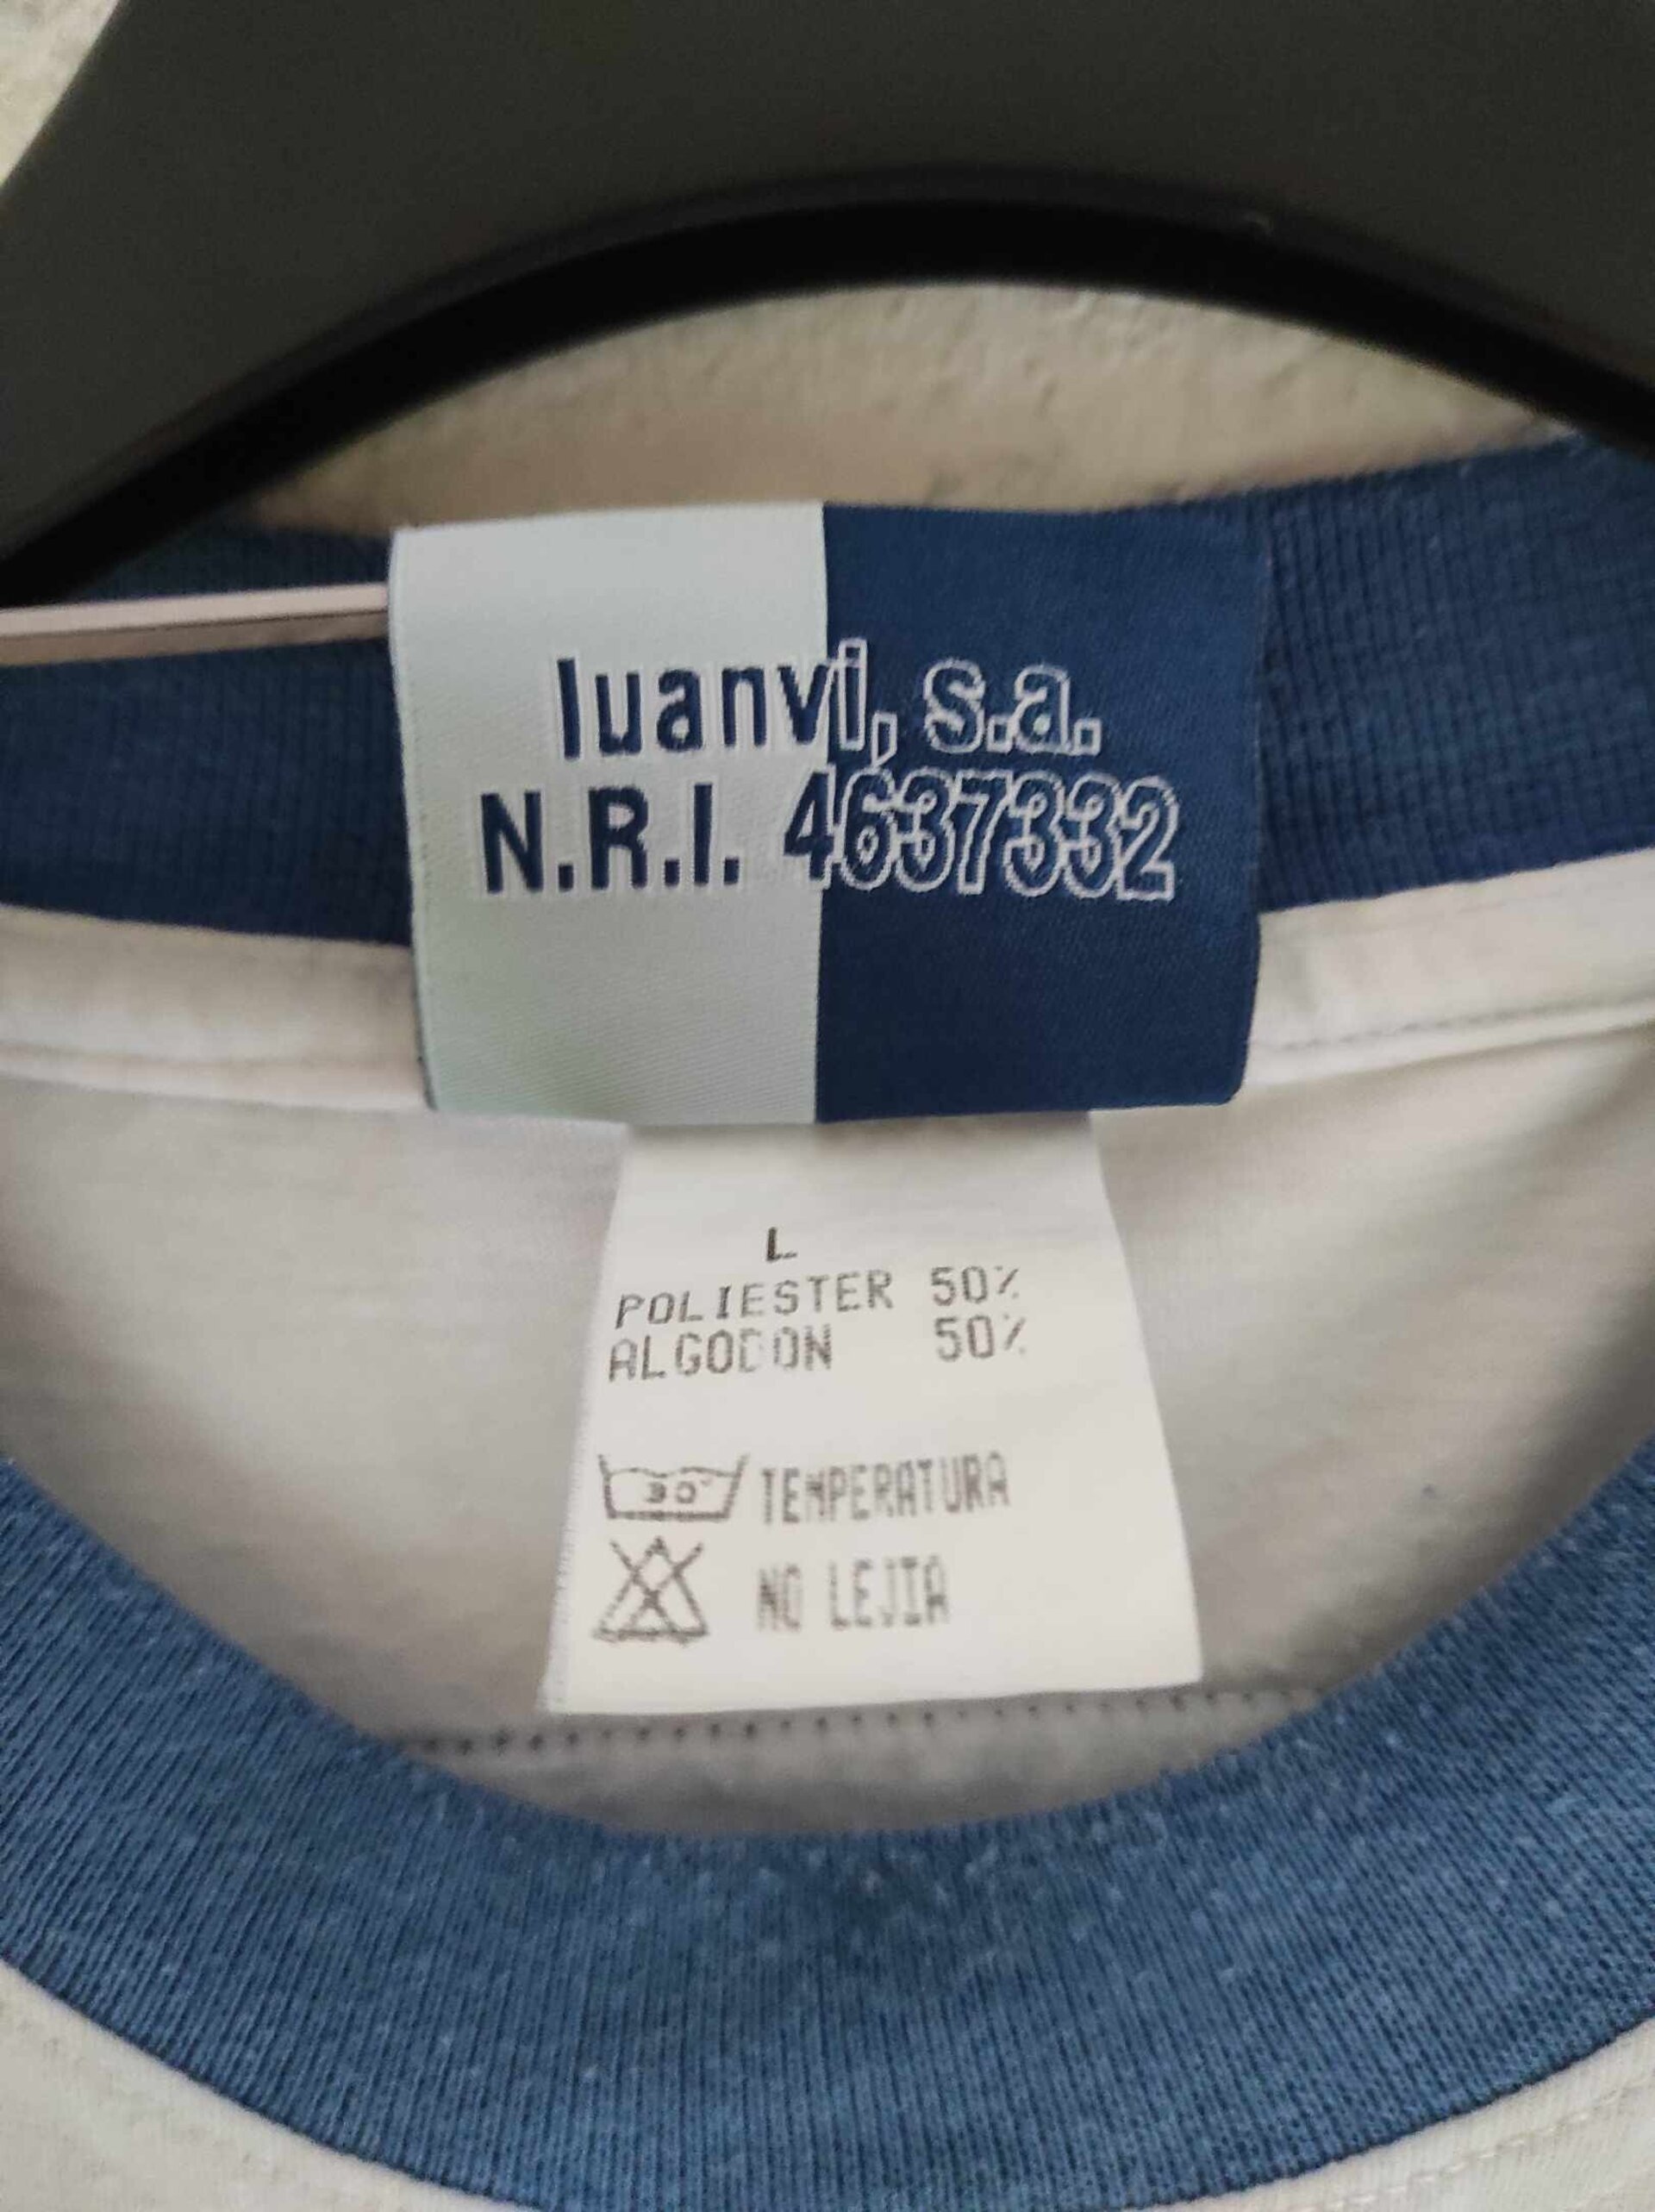 luanvi, s.a.
N.R.I. 4637332
L
POLIESTER 50%
ALGODON 50%
30° TEMPERATURA
NO LEJIA